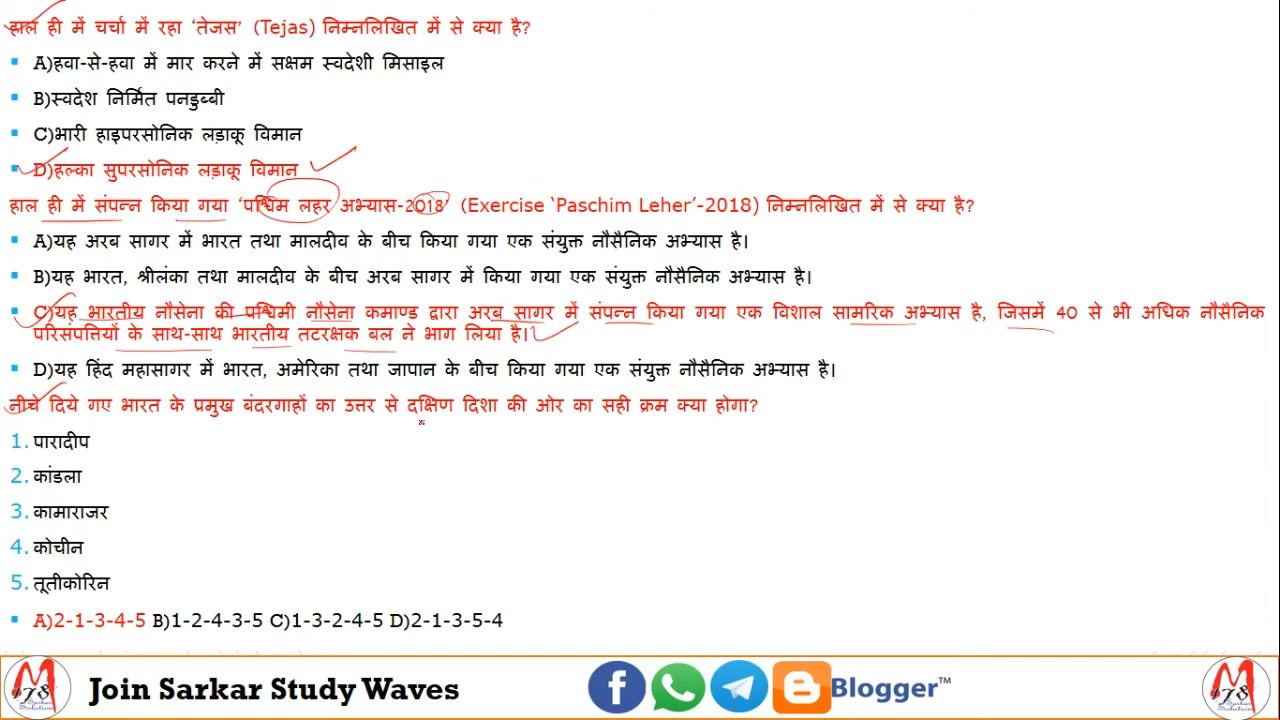 हाल ही में चर्चा में रहा ‘तेजस’ (Tejas) निम्नलिखित में से क्या है?
A)हवा-से-हवा में मार करने में सक्षम स्वदेशी मिसाइल
B)स्वदेश निर्मित पनडुब्बी
C)भारी हाइपरसोनिक लड़ाकू विमान
D)हल्का सुपरसोनिक लड़ाकू विमान
हाल ही में संपन्न किया गया ‘पश्चिम लहर अभ्यास-2018’ (Exercise ‘Paschim Leher’-2018) निम्नलिखित में से क्या है?
A)यह अरब सागर में भारत तथा मालदीव के बीच किया गया एक संयुक्त नौसैनिक अभ्यास है।
B)यह भारत, श्रीलंका तथा मालदीव के बीच अरब सागर में किया गया एक संयुक्त नौसैनिक अभ्यास है।
C)यह भारतीय नौसेना की पश्चिमी नौसेना कमाण्ड द्वारा अरब सागर में संपन्न किया गया एक विशाल सामरिक अभ्यास है, जिसमें 40 से भी अधिक नौसैनिक
परिसंपत्तियों के साथ-साथ भारतीय तटरक्षक बल ने भाग लिया है।
D)यह हिंद महासागर में भारत, अमेरिका तथा जापान के बीच किया गया एक संयुक्त नौसैनिक अभ्यास है।
नीचे दिये गए भारत के प्रमुख बंदरगाहों का उत्तर से दक्षिण दिशा की ओर का सही क्रम क्या होगा?
1. पारादीप
2. कांडला
3. कामाराजर
4. कोचीन
5. तूतीकोरिन
A)2-1-3-4-5 B)1-2-4-3-5 C)1-3-2-4-5 D)2-1-3-5-4
Join Sarkar Study Waves
Blogger™